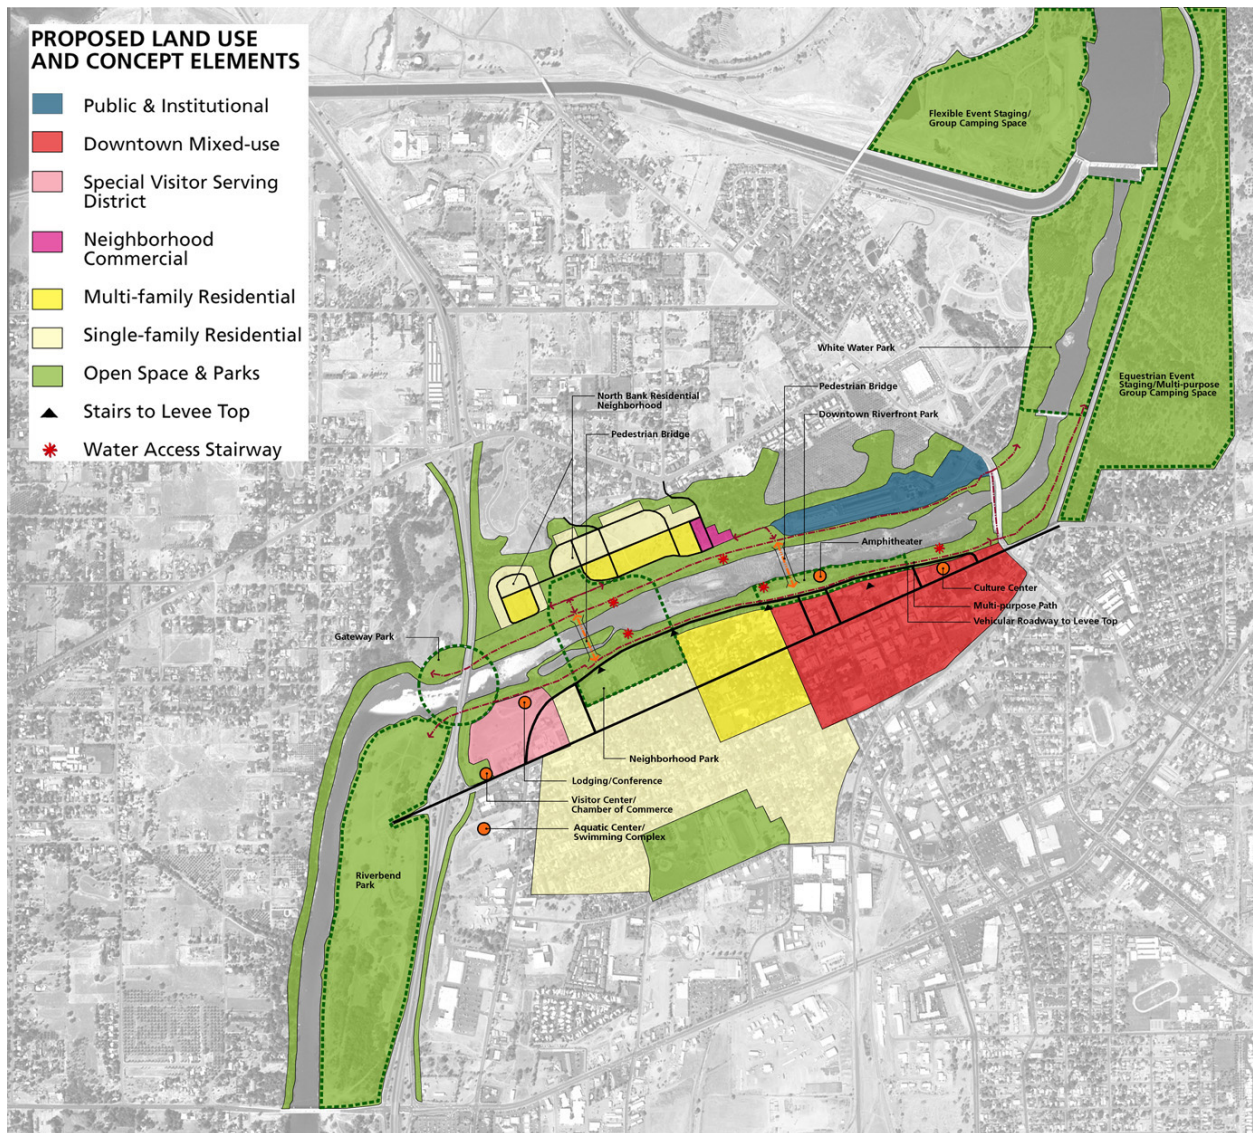 PROPOSED LAND USE
AND CONCEPT ELEMENTS
Public & Institutional
Downtown Mixed-use
Special Visitor Serving
District
Neighborhood
Commercial
Multi-family Residential
Single-family Residential
Open Space & Parks
Stairs to Levee Top
Water Access Stairway
Flexible Event Staging/
Group Camping Space
White Water Park
Equestrian Event
Staging/Multi-purpose
Group Camping Space
Pedestrian Bridge
North Bank Residential
Neighborhood
Downtown Riverfront Park
Pedestrian Bridge
Amphitheater
Culture Center
Multi-purpose Path
Vehicular Roadway to Levee Top
Gateway Park
Neighborhood Park
Lodging/Conference
Visitor Center/
Chamber of Commerce
Aquatic Center/
Swimming Complex
Riverbend
Park